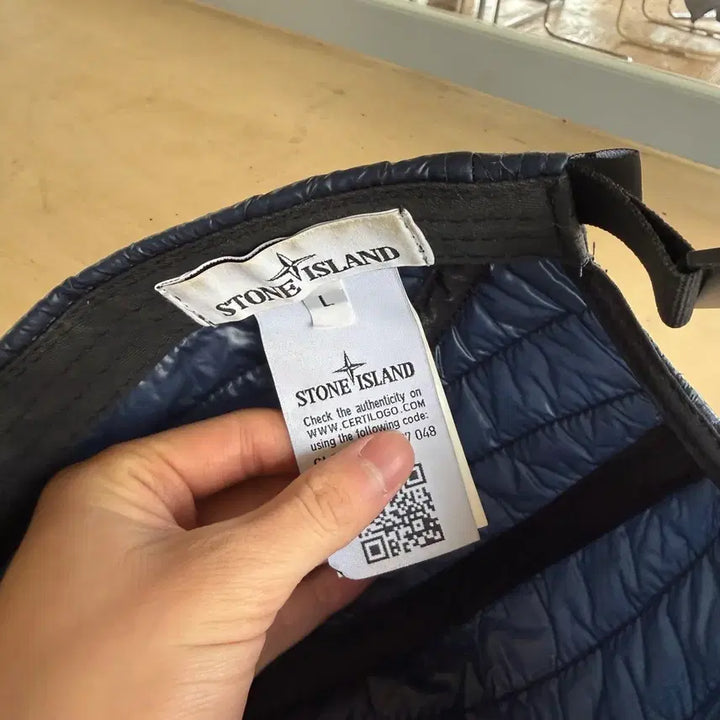 STONE ISLAND
L
STONE ISLAND
Check the authenticity on
WWW.CERTILOGO.COM
using the following code:
048